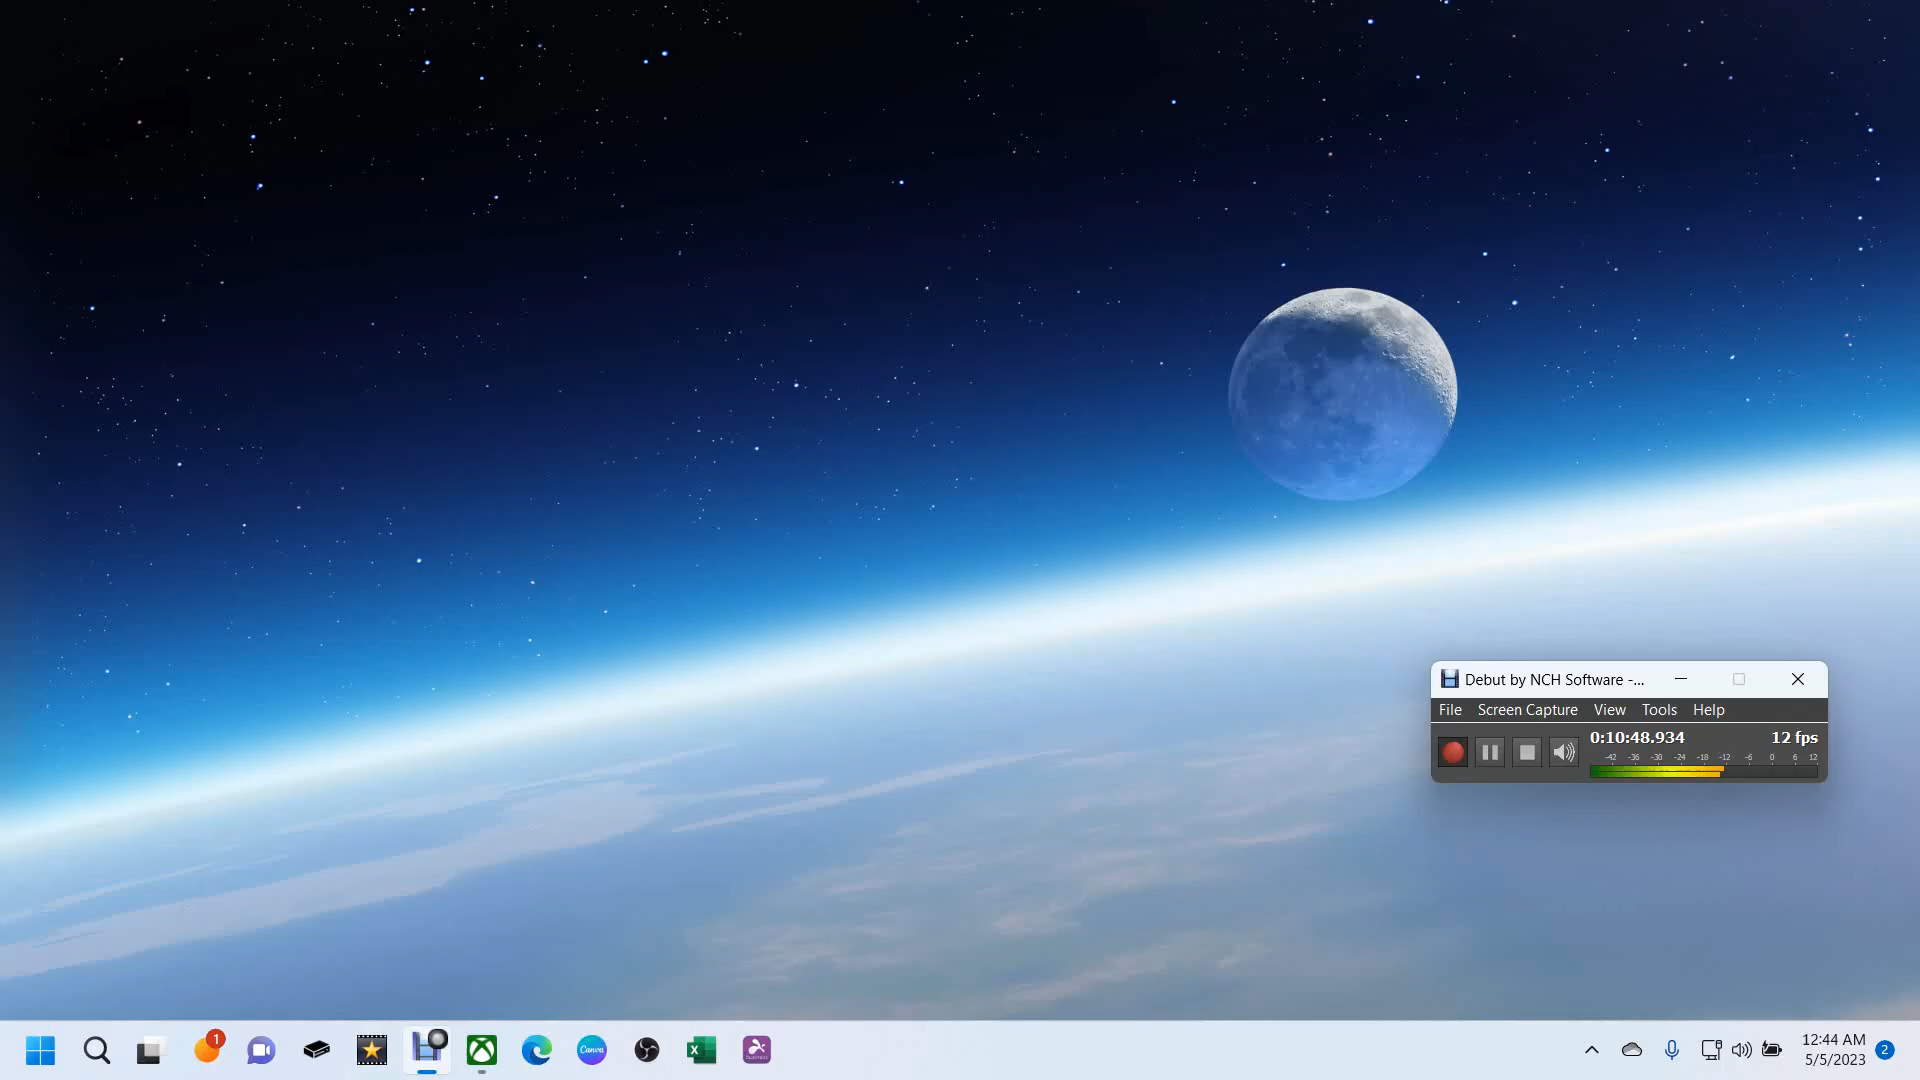 Debut by NCH Software -...
File Screen Capture View Tools Help
0:10:48.934 12 fps
-42 -36 -30 -24 -18 -12 -6 0 6 12
1
Canva
12:44 AM
5/5/2023
2